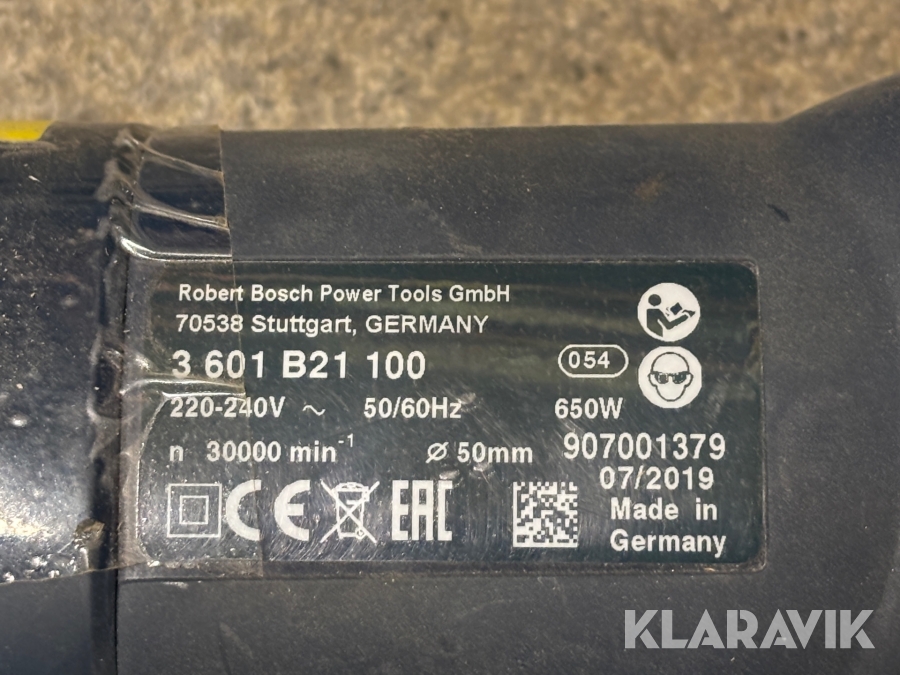 Robert Bosch Power Tools GmbH
70538 Stuttgart, GERMANY
3 601 B21 100 054
220-240V ~ 50/60Hz 650W
n 30000 min⁻¹ ⌀ 50mm 907001379
07/2019
CE EAC Made in
Germany
KLARAVIK